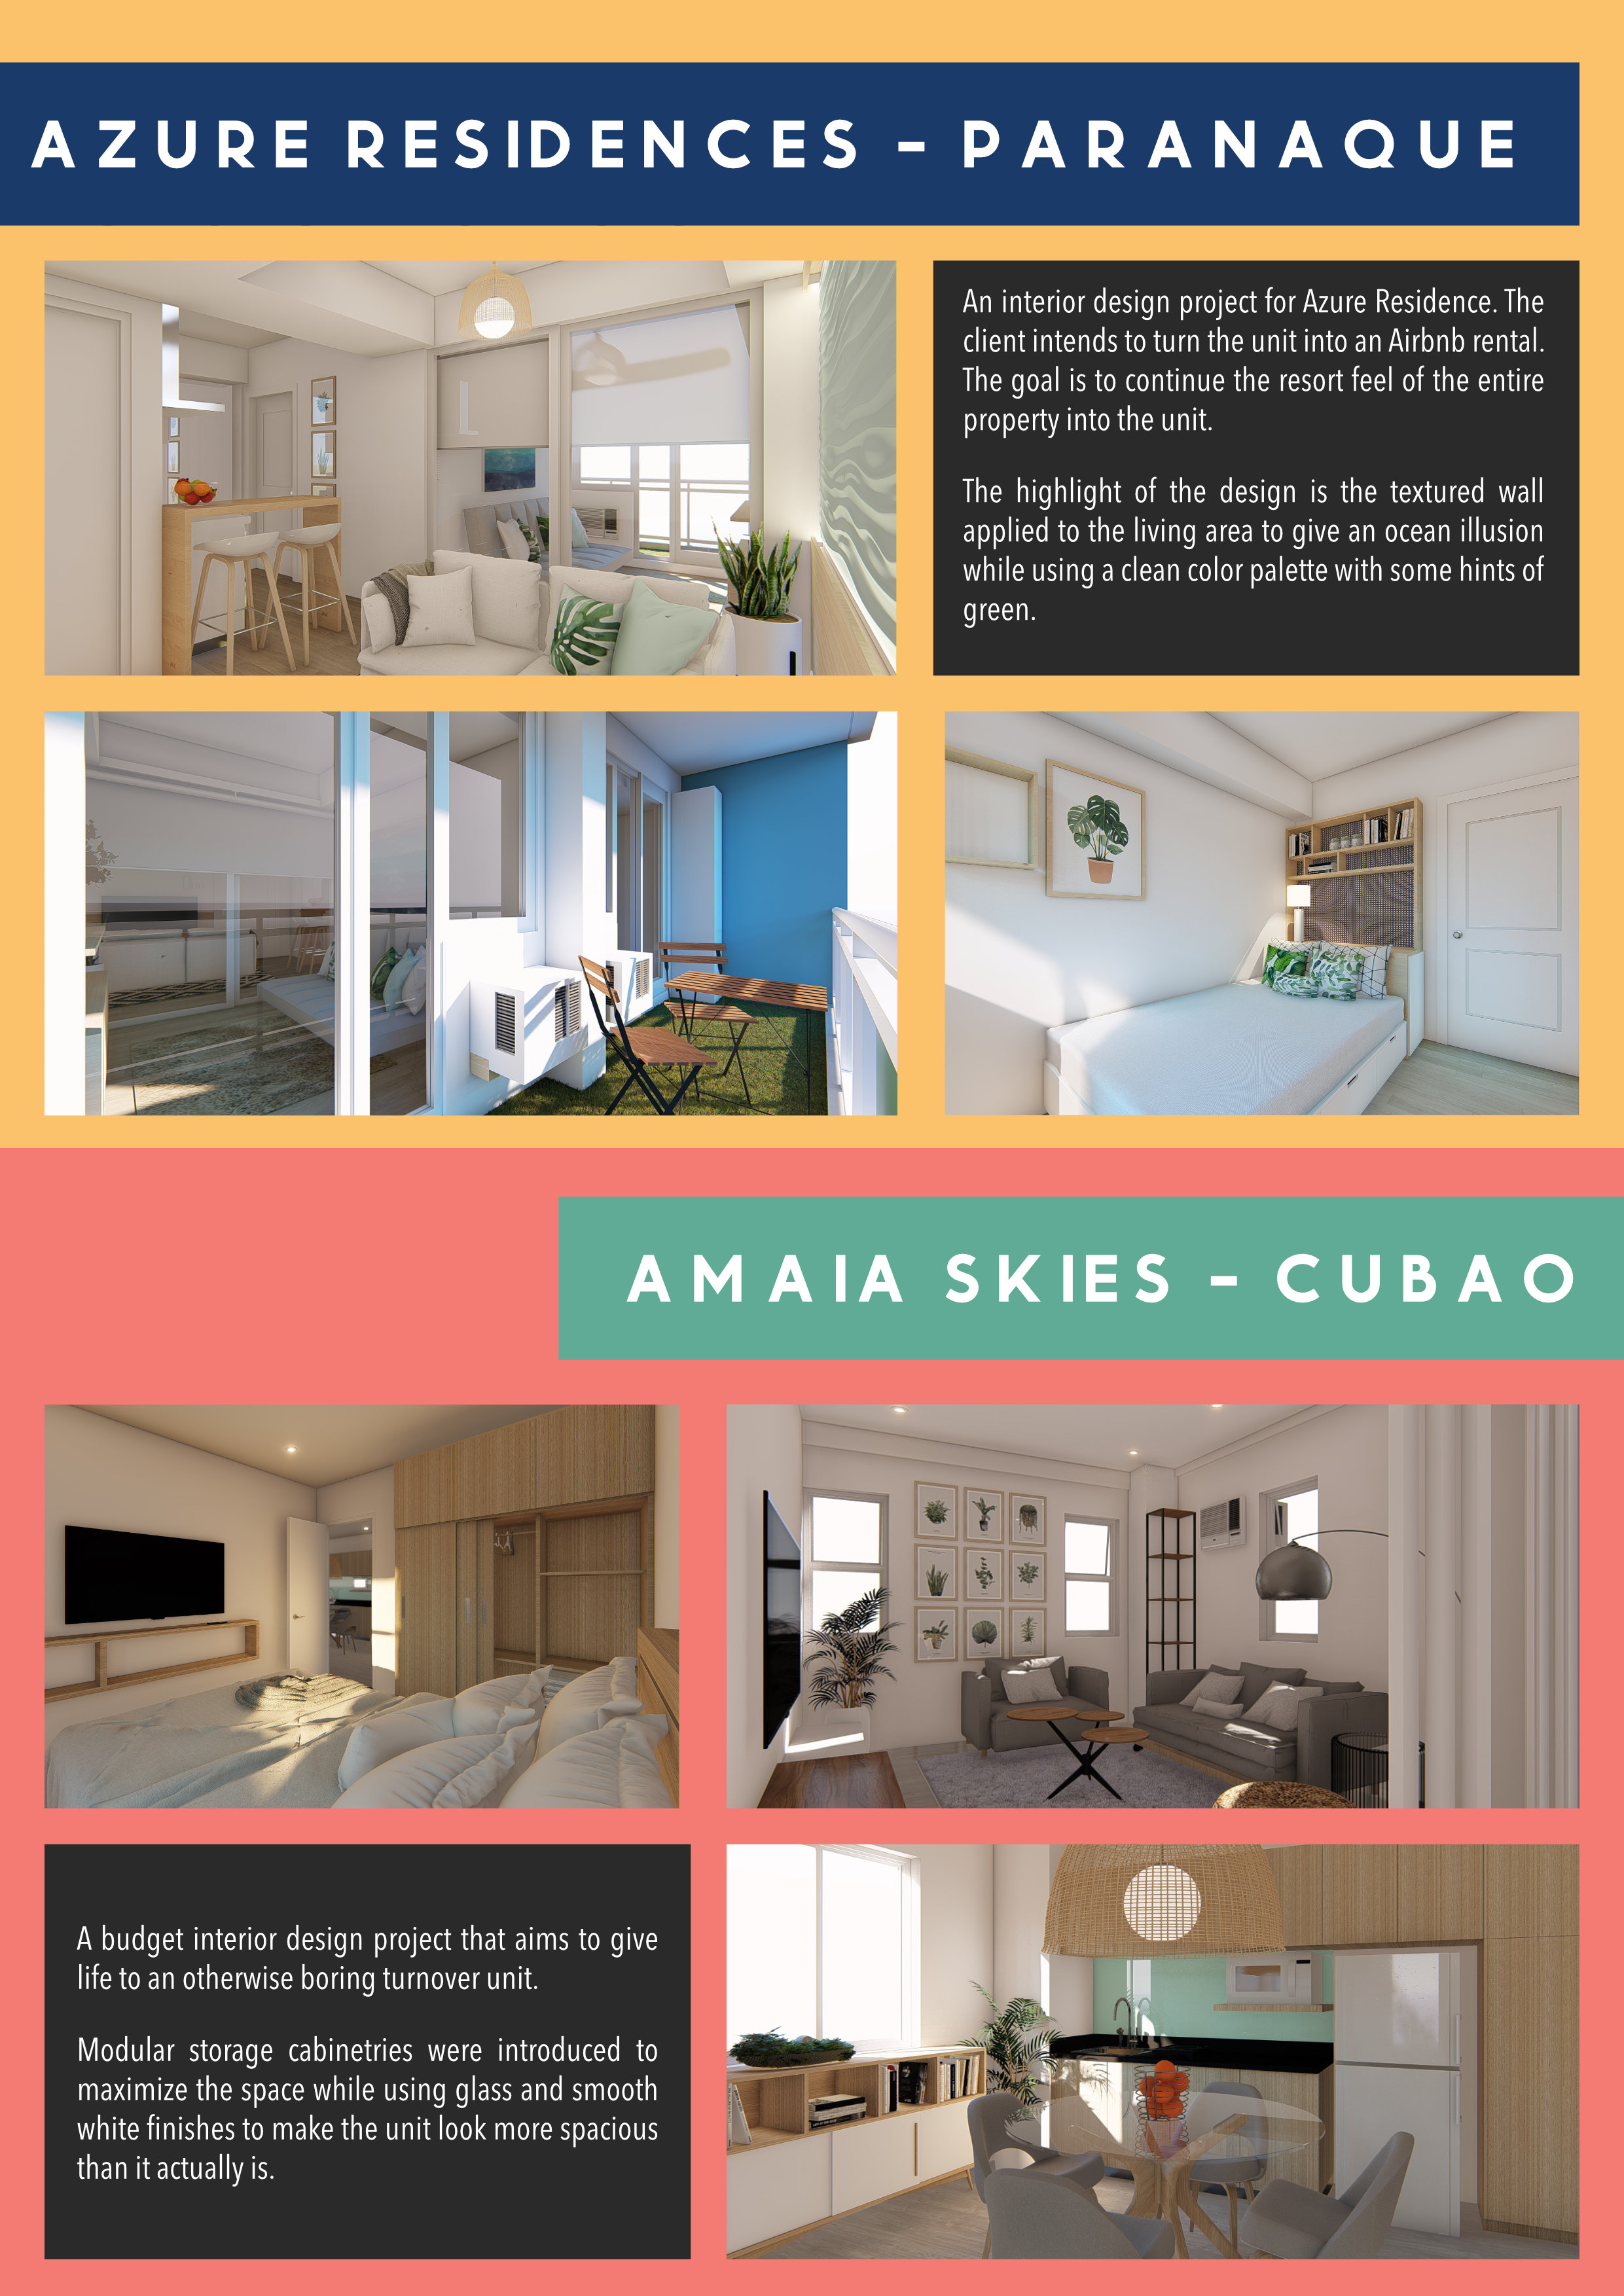 AZURE RESIDENCES - PARANAQUE
An interior design project for Azure Residence. The
client intends to turn the unit into an Airbnb rental.
The goal is to continue the resort feel of the entire
property into the unit.
The highlight of the design is the textured wall
applied to the living area to give an ocean illusion
while using a clean color palette with some hints of
green.
AMAIA SKIES - CUBAO
A budget interior design project that aims to give
life to an otherwise boring turnover unit.
Modular storage cabinetries were introduced to
maximize the space while using glass and smooth
white finishes to make the unit look more spacious
than it actually is.